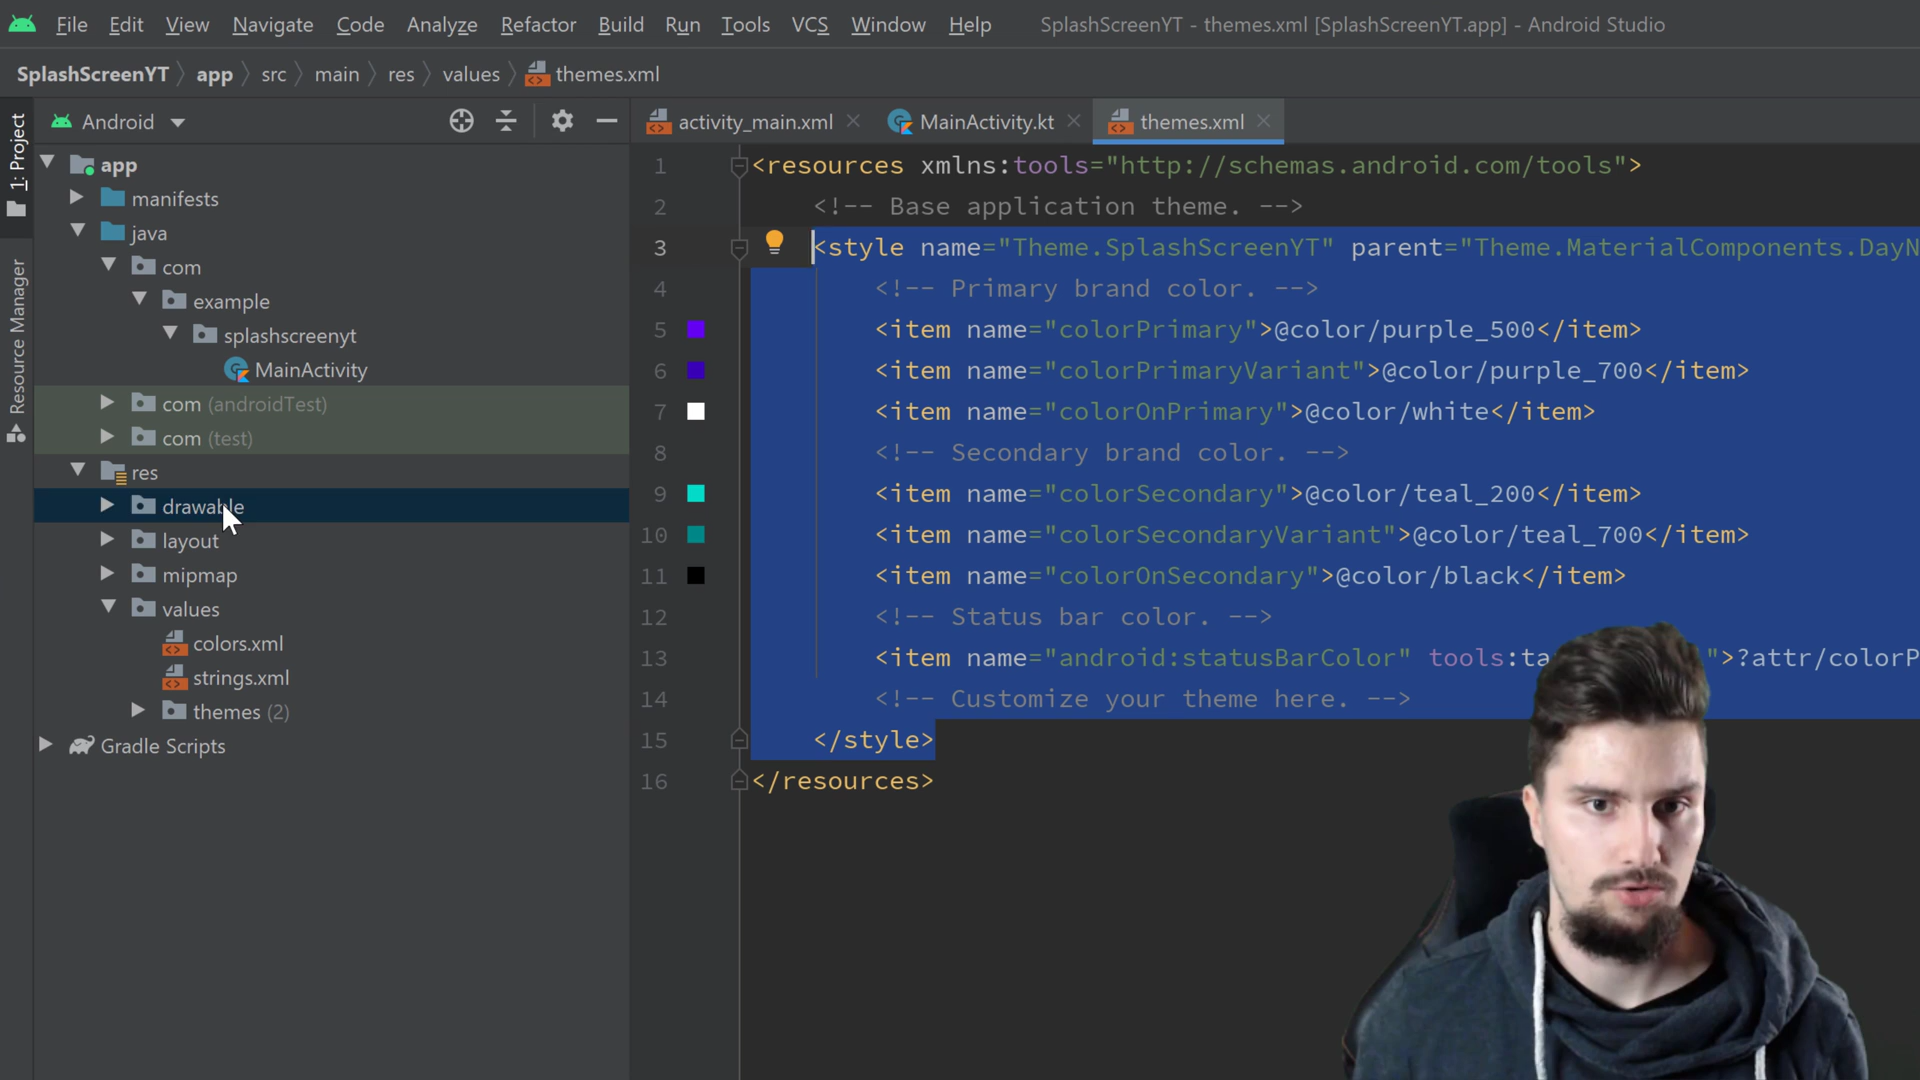 File Edit View Navigate Code Analyze Refactor Build Run Tools VCS Window Help SplashScreenYT - themes.xml [SplashScreenYT.app] - Android Studio
SplashScreenYT app src main res values themes.xml
1: Project
Resource Manager
Android
app
manifests
java
com
example
splashscreenyt
MainActivity
com (androidTest)
com (test)
res
drawable
layout
mipmap
values
colors.xml
strings.xml
themes (2)
Gradle Scripts
activity_main.xml MainActivity.kt themes.xml
1 <resources xmlns:tools="http://schemas.android.com/tools">
2 <!-- Base application theme. -->
3 <style name="Theme.SplashScreenYT" parent="Theme.MaterialComponents.DayN
4 <!-- Primary brand color. -->
5 <item name="colorPrimary">@color/purple_500</item>
6 <item name="colorPrimaryVariant">@color/purple_700</item>
7 <item name="colorOnPrimary">@color/white</item>
8 <!-- Secondary brand color. -->
9 <item name="colorSecondary">@color/teal_200</item>
10 <item name="colorSecondaryVariant">@color/teal_700</item>
11 <item name="colorOnSecondary">@color/black</item>
12 <!-- Status bar color. -->
13 <item name="android:statusBarColor" tools:ta ">?attr/colorP
14 <!-- Customize your theme here. -->
15 </style>
16 </resources>